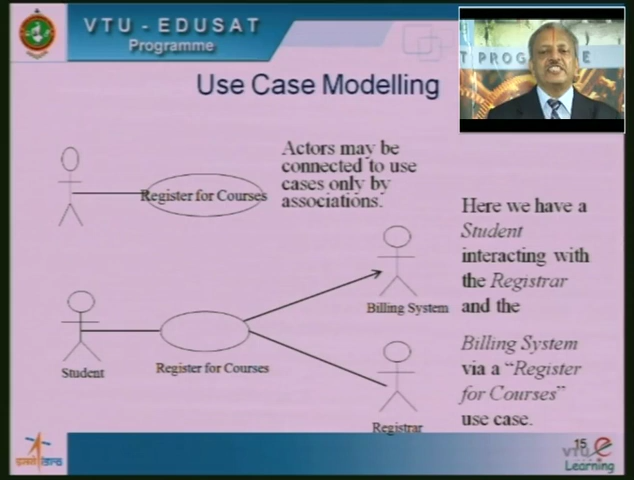 VTU - EDUSAT
Programme
T PROG
E
Use Case Modelling
Actors may be
connected to use
cases only by
associations.
Register for Courses
Here we have a
Student
interacting with
the Registrar
and the
Billing System
via a “Register
for Courses”
use case.
Billing System
Student
Register for Courses
Registrar
15
VTU e
Learning